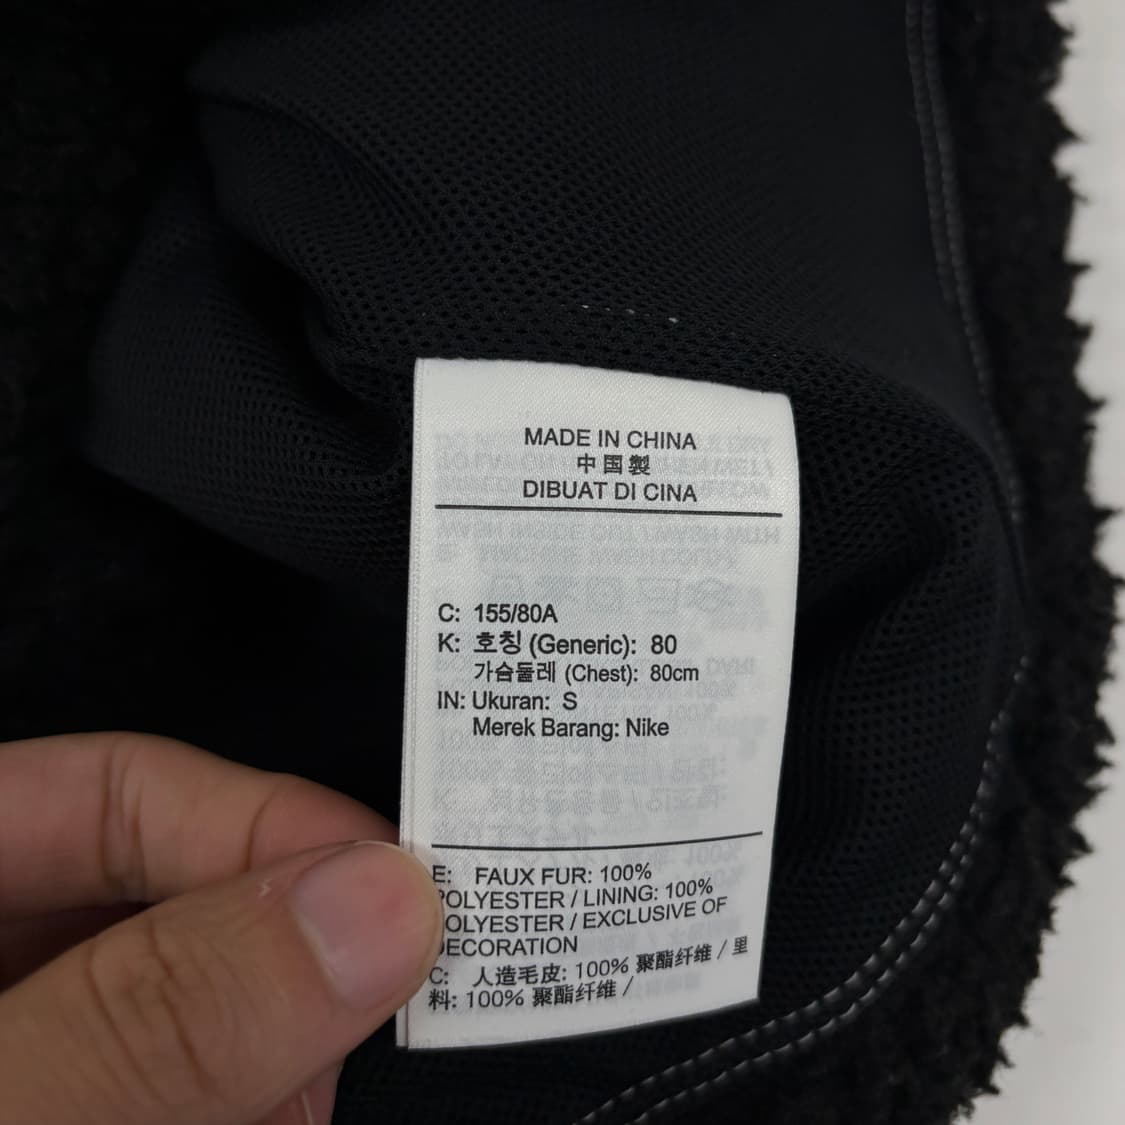 MADE IN CHINA
中国製
DIBUAT DI CINA
C: 155/80A
K: 호칭 (Generic): 80
가슴둘레 (Chest): 80cm
IN: Ukuran: S
Merek Barang: Nike
E: FAUX FUR: 100%
POLYESTER / LINING: 100%
POLYESTER / EXCLUSIVE OF
DECORATION
C: 人造毛皮: 100% 聚酯纤维 / 里
料: 100% 聚酯纤维 /